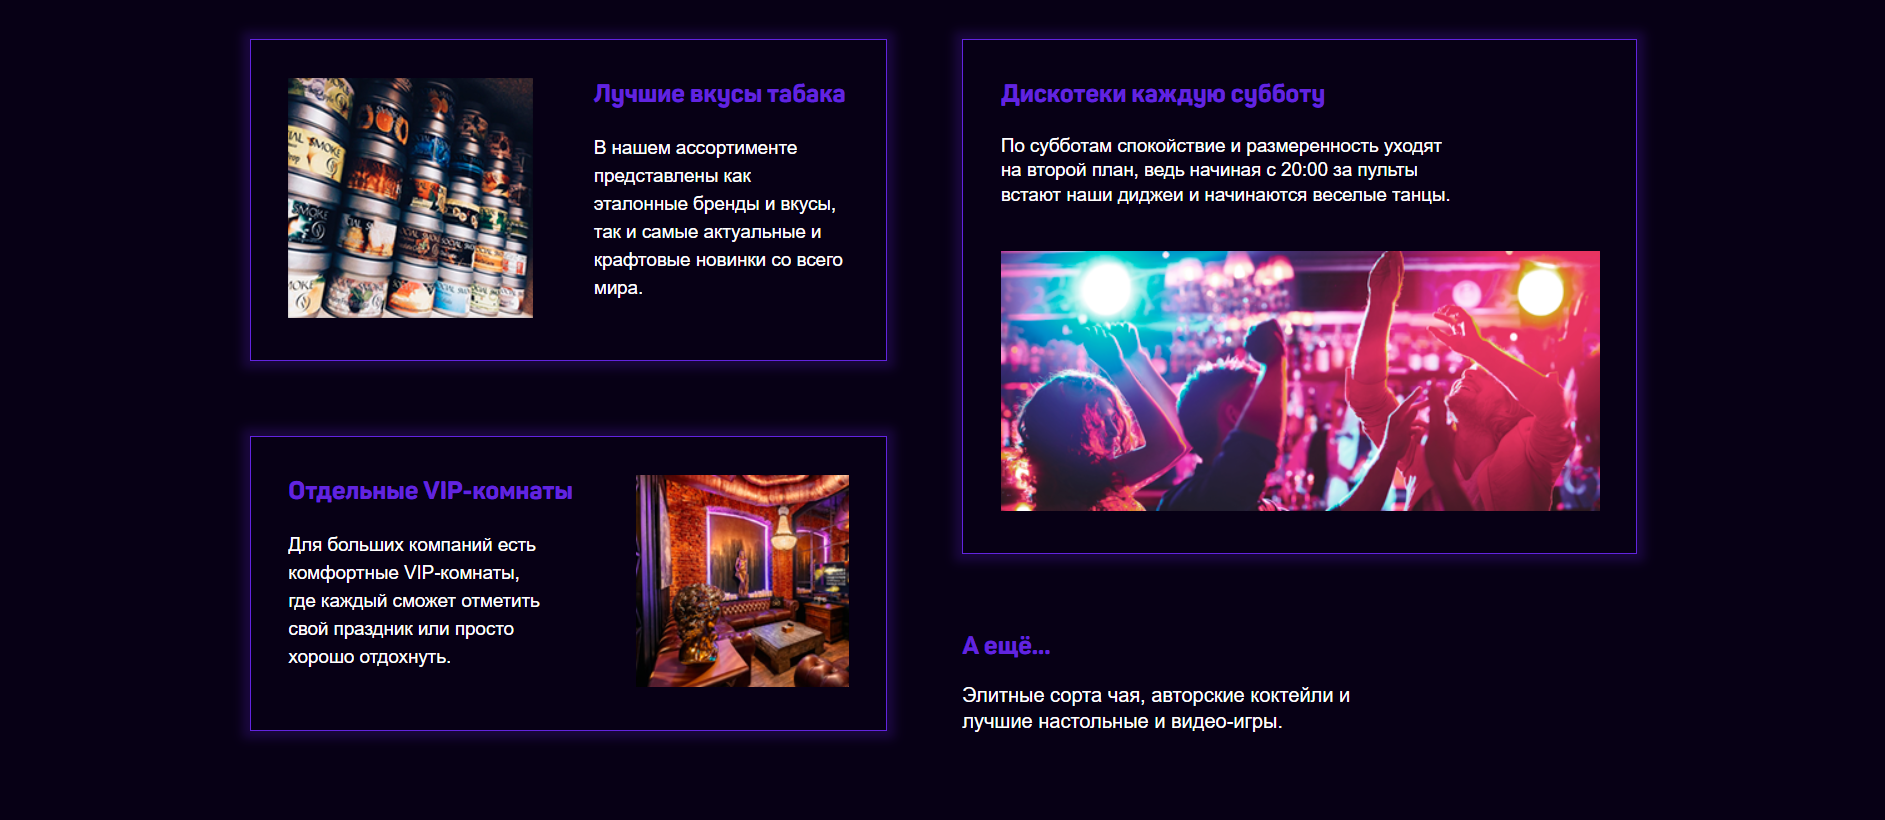 Лучшие вкусы табака
В нашем ассортименте
представлены как
эталонные бренды и вкусы,
так и самые актуальные и
крафтовые новинки со всего
мира.
SOCIAL SMOKE
Отдельные VIP-комнаты
Для больших компаний есть
комфортные VIP-комнаты,
где каждый сможет отметить
свой праздник или просто
хорошо отдохнуть.
Дискотеки каждую субботу
По субботам спокойствие и размеренность уходят
на второй план, ведь начиная с 20:00 за пульты
встают наши диджеи и начинаются веселые танцы.
А ещё...
Элитные сорта чая, авторские коктейли и
лучшие настольные и видео-игры.